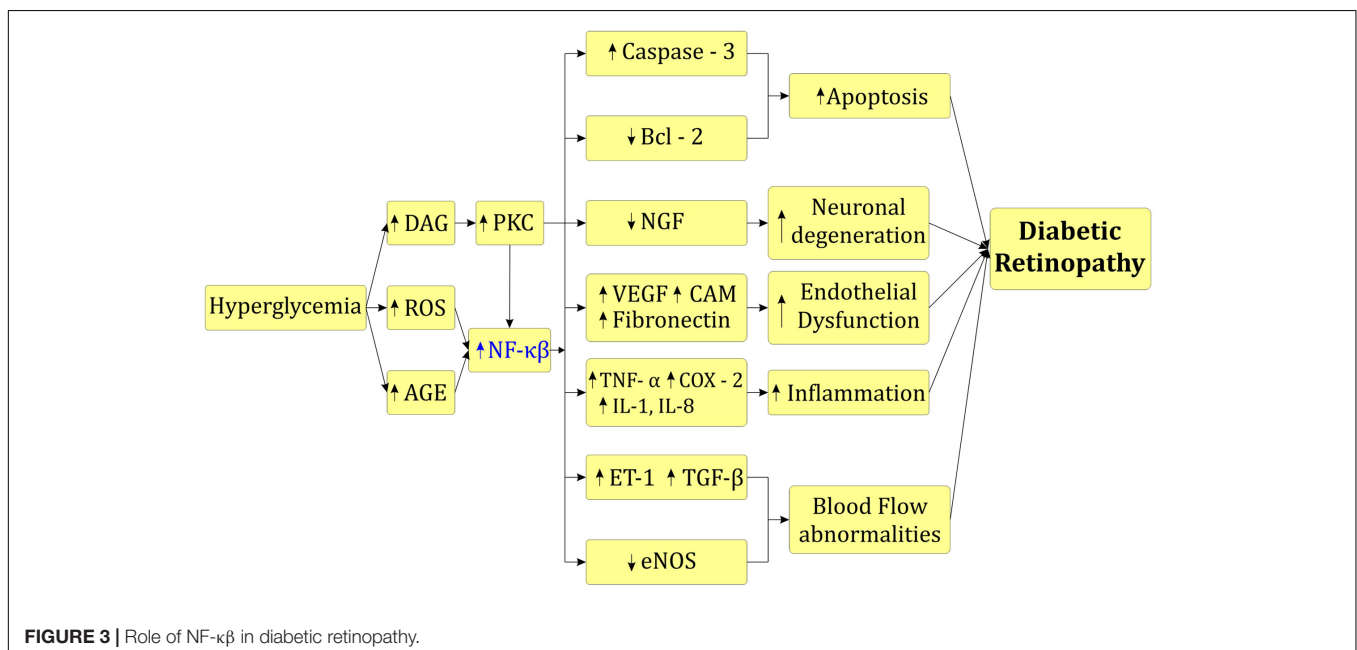 ↑ Caspase - 3
↓ Bcl - 2
↑Apoptosis
↑ DAG
↑ PKC
↓ NGF
↑ Neuronal
degeneration
Diabetic
Retinopathy
Hyperglycemia
↑ ROS
↑ AGE
↑NF-κβ
↑ VEGF ↑ CAM
↑ Fibronectin
↑ Endothelial
Dysfunction
↑TNF- α ↑COX - 2
↑ IL-1, IL-8
↑ Inflammation
↑ ET-1 ↑ TGF-β
↓ eNOS
Blood Flow
abnormalities
FIGURE 3 | Role of NF-κβ in diabetic retinopathy.